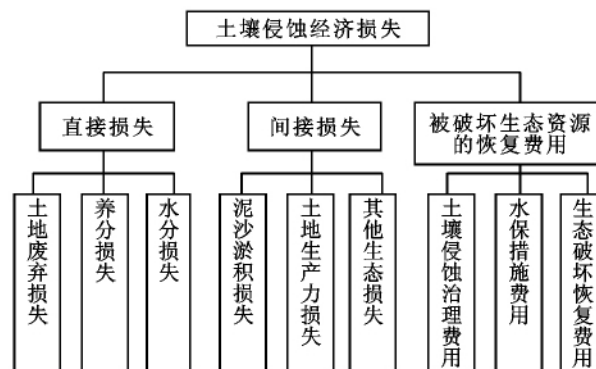 土壤侵蚀经济损失
直接损失
间接损失
被破坏生态资源
的恢复费用
土地废弃损失
养分损失
水分损失
泥沙淤积损失
土地生产力损失
其他生态损失
土壤侵蚀治理费用
水保措施费用
生态破坏恢复费用